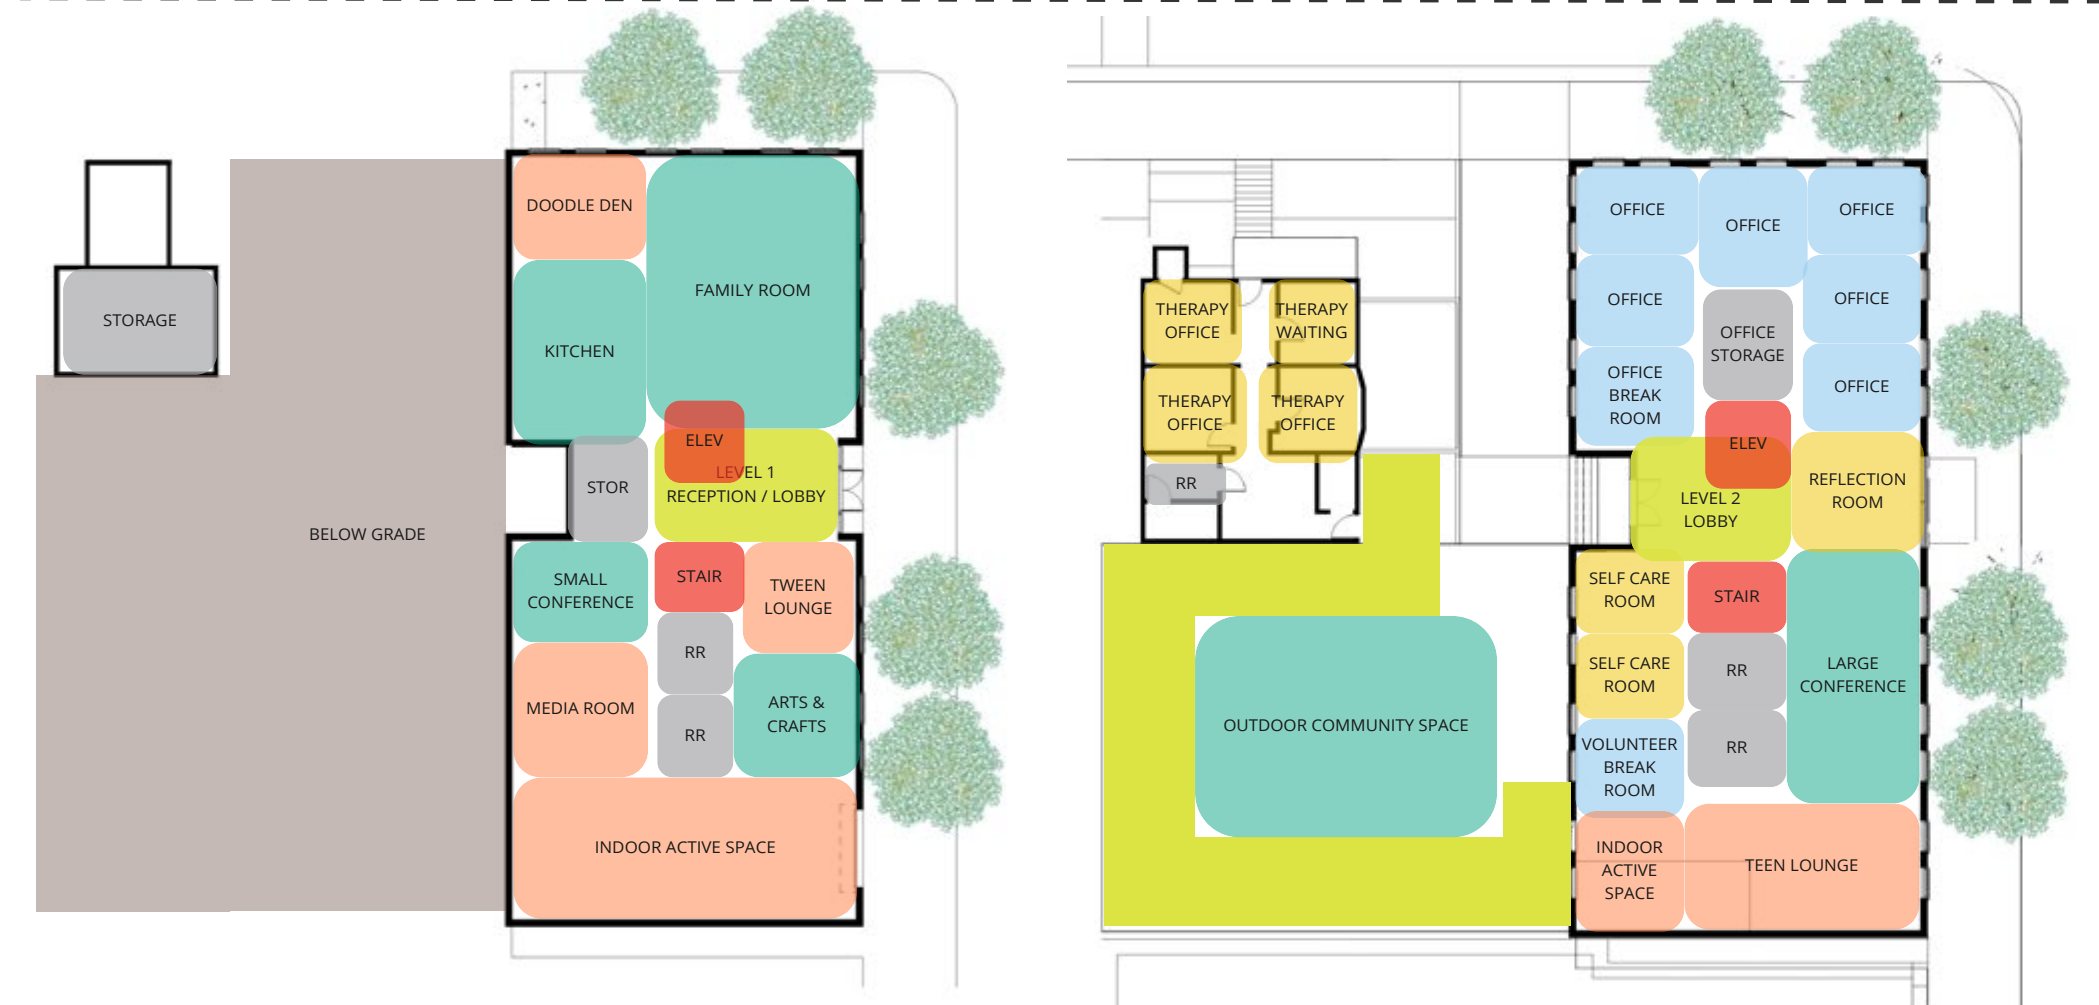 DOODLE DEN
FAMILY ROOM
STORAGE
KITCHEN
ELEV
LEVEL 1
RECEPTION / LOBBY
STOR
BELOW GRADE
SMALL
CONFERENCE
STAIR
TWEEN
LOUNGE
RR
MEDIA ROOM
ARTS &
CRAFTS
RR
INDOOR ACTIVE SPACE
THERAPY
OFFICE
THERAPY
WAITING
THERAPY
OFFICE
THERAPY
OFFICE
RR
OUTDOOR COMMUNITY SPACE
OFFICE
OFFICE
OFFICE
OFFICE
OFFICE
OFFICE
STORAGE
OFFICE
BREAK
ROOM
OFFICE
ELEV
LEVEL 2
LOBBY
REFLECTION
ROOM
SELF CARE
ROOM
STAIR
SELF CARE
ROOM
RR
LARGE
CONFERENCE
VOLUNTEER
BREAK
ROOM
RR
INDOOR
ACTIVE
SPACE
TEEN LOUNGE